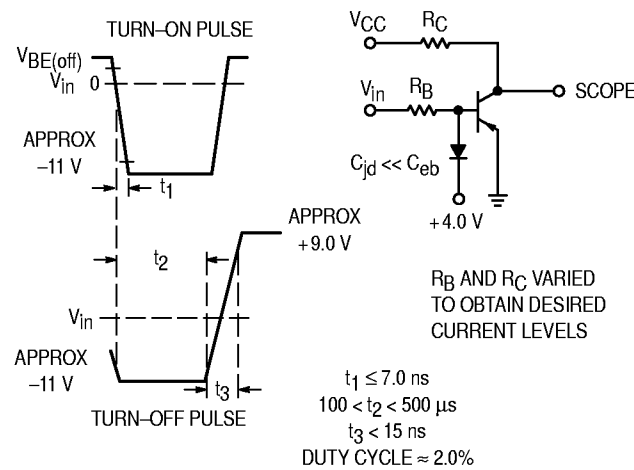 TURN–ON PULSE
V_BE(off)
V_in 0
APPROX
–11 V
t_1
V_CC
R_C
V_in
R_B
SCOPE
C_jd << C_eb
+4.0 V
APPROX
+9.0 V
t_2
V_in
APPROX
–11 V
t_3
TURN–OFF PULSE
R_B AND R_C VARIED
TO OBTAIN DESIRED
CURRENT LEVELS
t_1 ≤ 7.0 ns
100 < t_2 < 500 μs
t_3 < 15 ns
DUTY CYCLE ≈ 2.0%